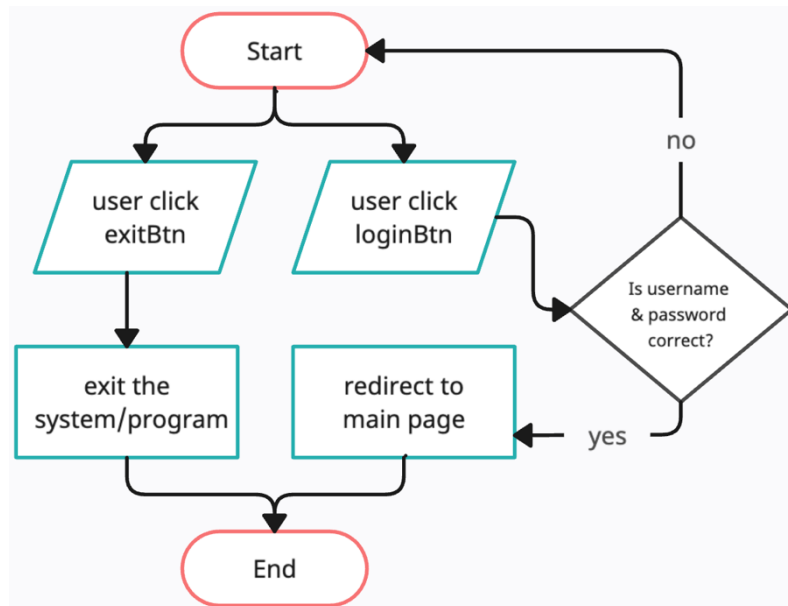 Start
no
user click
exitBtn
user click
loginBtn
Is username
& password
correct?
exit the
system/program
redirect to
main page
yes
End